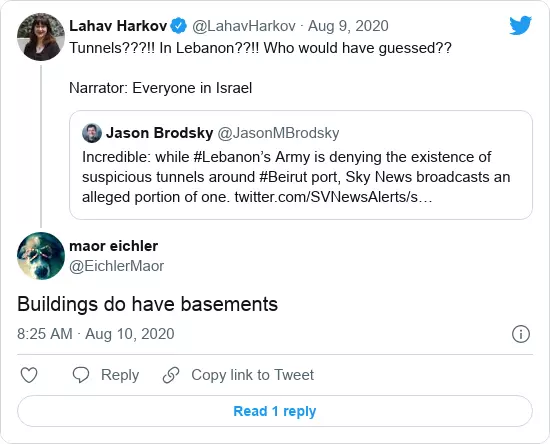 Lahav Harkov @LahavHarkov · Aug 9, 2020
Tunnels???!! In Lebanon??!! Who would have guessed??
Narrator: Everyone in Israel
Jason Brodsky @JasonMBrodsky
Incredible: while #Lebanon’s Army is denying the existence of
suspicious tunnels around #Beirut port, Sky News broadcasts an
alleged portion of one. twitter.com/SVNewsAlerts/s…
maor eichler
@EichlerMaor
Buildings do have basements
8:25 AM · Aug 10, 2020
Reply Copy link to Tweet
Read 1 reply